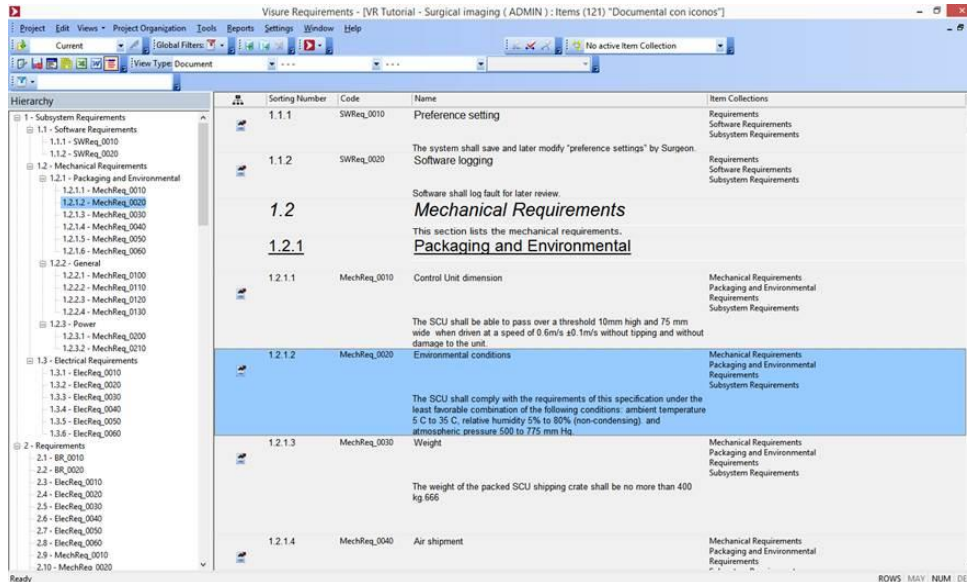 Visure Requirements - [VR Tutorial - Surgical imaging ( ADMIN ) : Items (121) "Documental con iconos"]
Project Edit Views Project Organization Tools Reports Settings Window Help
Current Global Filters: No active Item Collection
View Type: Document - - - - - -
Hierarchy
1 - Subsystem Requirements
1.1 - Software Requirements
1.1.1 - SWReq_0010
1.1.2 - SWReq_0020
1.2 - Mechanical Requirements
1.2.1 - Packaging and Environmental
1.2.1.1 - MechReq_0010
1.2.1.2 - MechReq_0020
1.2.1.3 - MechReq_0030
1.2.1.4 - MechReq_0040
1.2.1.5 - MechReq_0050
1.2.1.6 - MechReq_0060
1.2.2 - General
1.2.2.1 - MechReq_0100
1.2.2.2 - MechReq_0110
1.2.2.3 - MechReq_0120
1.2.2.4 - MechReq_0130
1.2.3 - Power
1.2.3.1 - MechReq_0200
1.2.3.2 - MechReq_0210
1.3 - Electrical Requirements
1.3.1 - ElecReq_0010
1.3.2 - ElecReq_0020
1.3.3 - ElecReq_0030
1.3.4 - ElecReq_0040
1.3.5 - ElecReq_0050
1.3.6 - ElecReq_0060
2 - Requirements
2.1 - BR_0010
2.2 - BR_0020
2.3 - ElecReq_0010
2.4 - ElecReq_0020
2.5 - ElecReq_0030
2.6 - ElecReq_0040
2.7 - ElecReq_0050
2.8 - ElecReq_0060
2.9 - MechReq_0010
2.10 - MechReq_0020
Sorting Number Code Name Item Collections
1.1.1 SWReq_0010 Preference setting Requirements
Software Requirements
Subsystem Requirements
The system shall save and later modify "preference settings" by Surgeon.
1.1.2 SWReq_0020 Software logging Requirements
Software Requirements
Subsystem Requirements
Software shall log fault for later review.
1.2 Mechanical Requirements
This section lists the mechanical requirements.
1.2.1 Packaging and Environmental
1.2.1.1 MechReq_0010 Control Unit dimension Mechanical Requirements
Packaging and Environmental
Requirements
Subsystem Requirements
The SCU shall be able to pass over a threshold 10mm high and 75 mm
wide when driven at a speed of 0.6m/s ±0.1m/s without tipping and without
damage to the unit.
1.2.1.2 MechReq_0020 Environmental conditions Mechanical Requirements
Packaging and Environmental
Requirements
Subsystem Requirements
The SCU shall comply with the requirements of this specification under the
least favorable combination of the following conditions: ambient temperature
5 C to 35 C, relative humidity 5% to 80% (non-condensing). and
atmospheric pressure 500 to 775 mm Hg.
1.2.1.3 MechReq_0030 Weight Mechanical Requirements
Packaging and Environmental
Requirements
Subsystem Requirements
The weight of the packed SCU shipping crate shall be no more than 400
kg.666
1.2.1.4 MechReq_0040 Air shipment Mechanical Requirements
Packaging and Environmental
Requirements
Ready ROWS MAY NUM